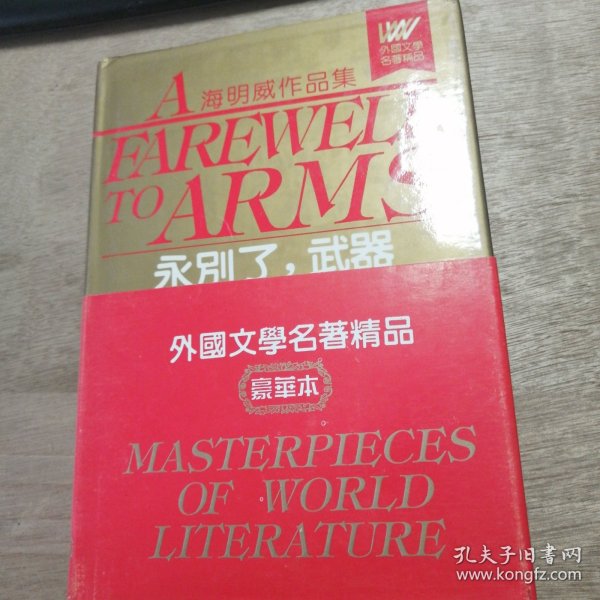 A 海明威作品集
FAREWELL
TO ARMS
永別了，武器
外國文學
名著精品
外國文學名著精品
豪華本
MASTERPIECES
OF WORLD
LITERATURE
孔夫子旧书网
www.kongfz.com